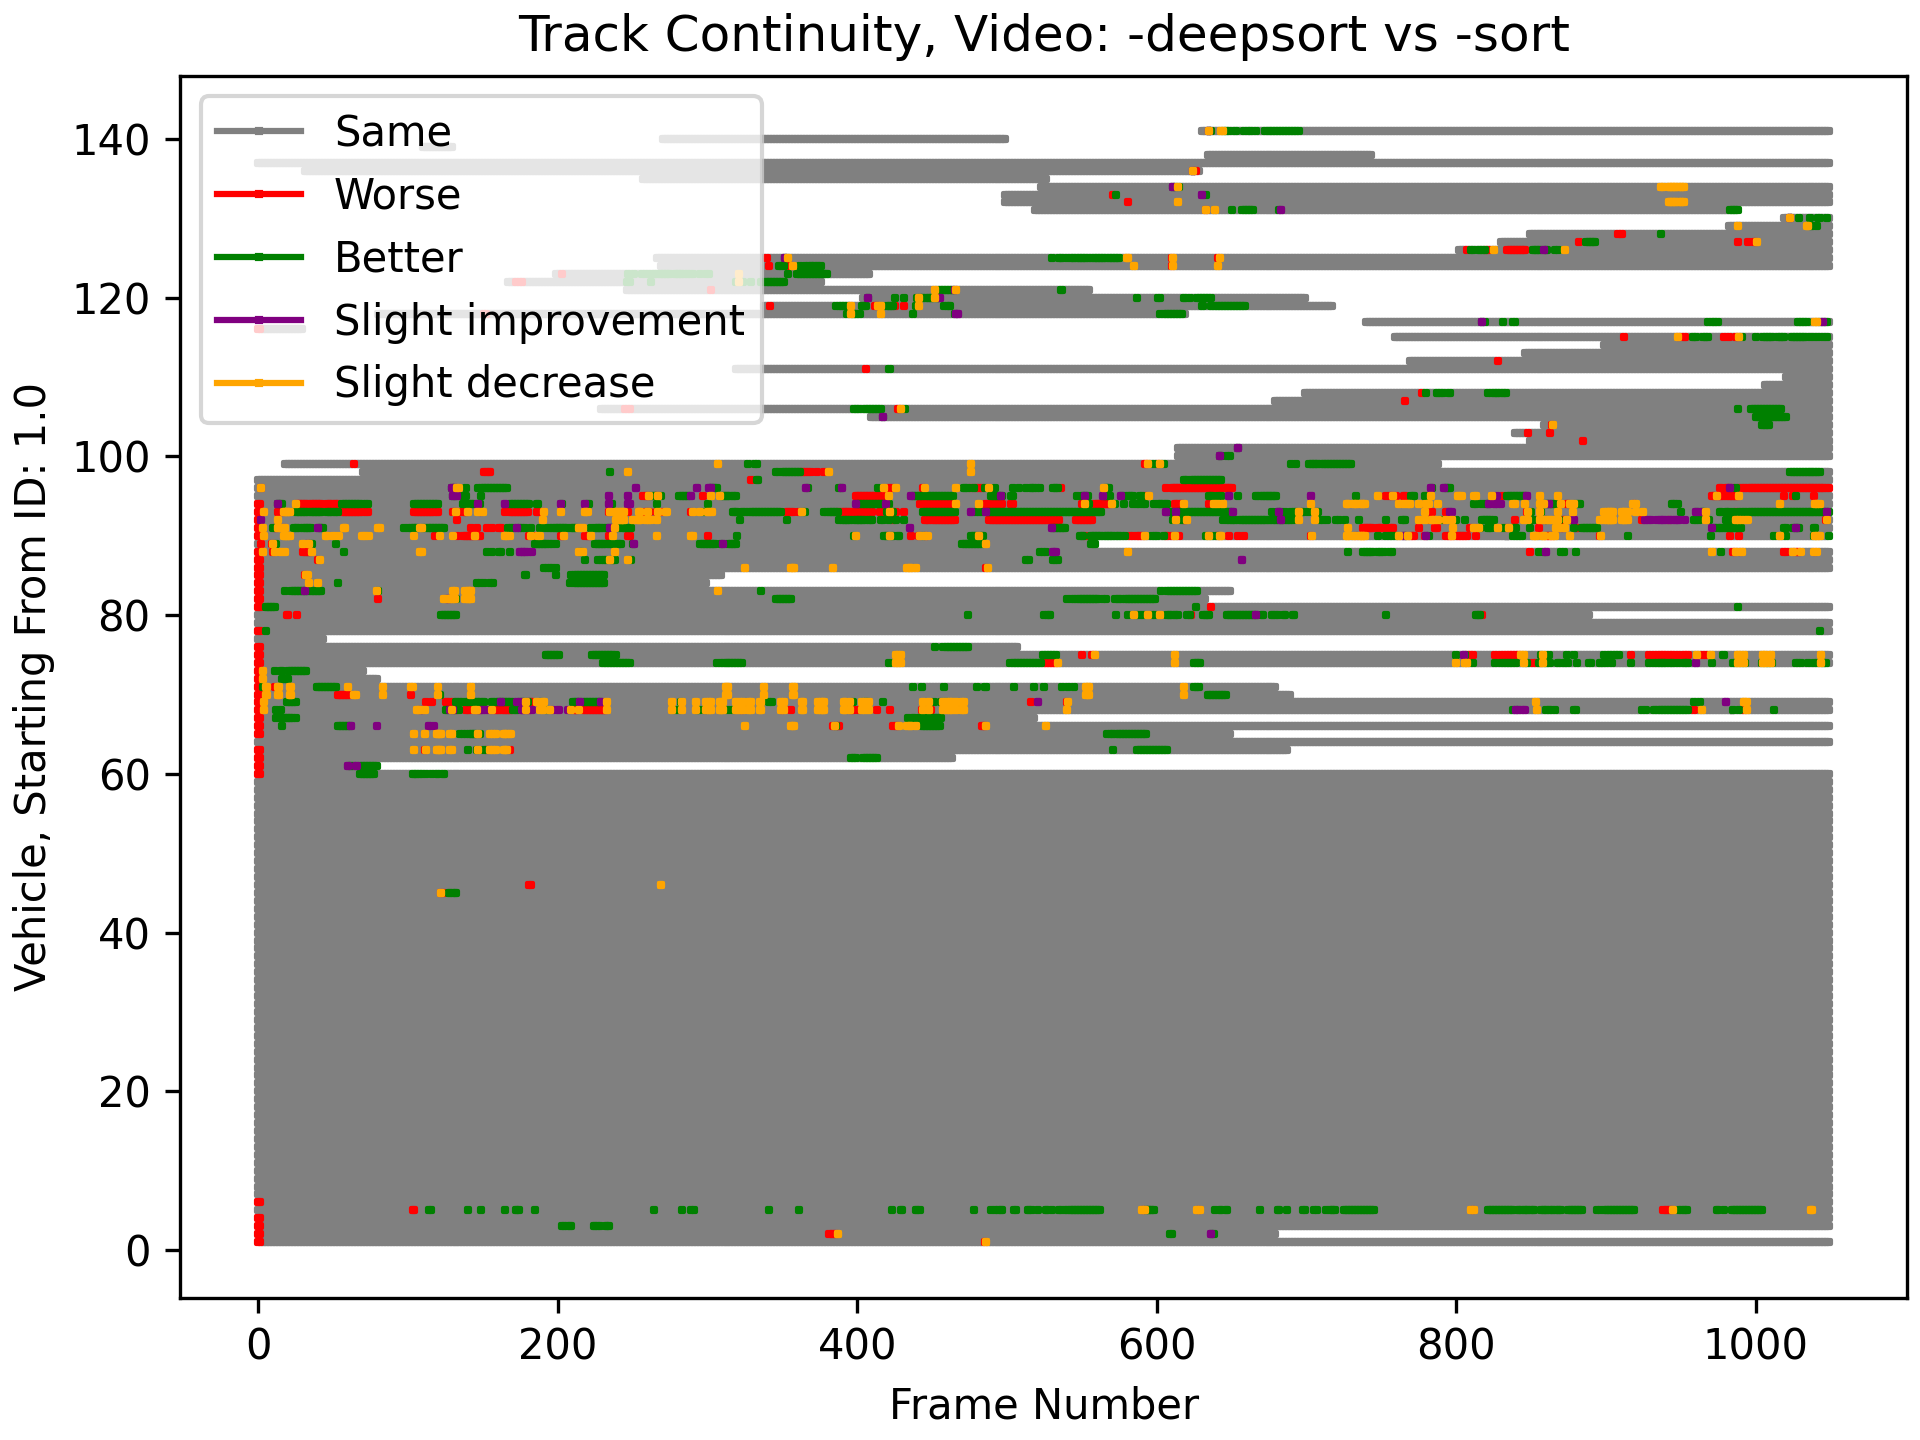 Track Continuity, Video: -deepsort vs -sort
Same
Worse
Better
Slight improvement
Slight decrease
140
120
100
80
60
40
20
0
Vehicle, Starting From ID: 1.0
0 200 400 600 800 1000
Frame Number